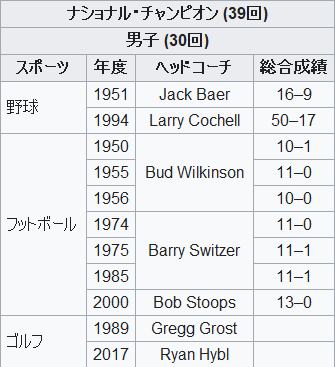 ナショナル・チャンピオン (39回)
男子 (30回)
スポーツ 年度 ヘッドコーチ 総合成績
野球 1951 Jack Baer 16–9
1994 Larry Cochell 50–17
フットボール 1950 Bud Wilkinson 10–1
1955 11–0
1956 10–0
1974 Barry Switzer 11–0
1975 11–1
1985 11–1
2000 Bob Stoops 13–0
ゴルフ 1989 Gregg Grost
2017 Ryan Hybl